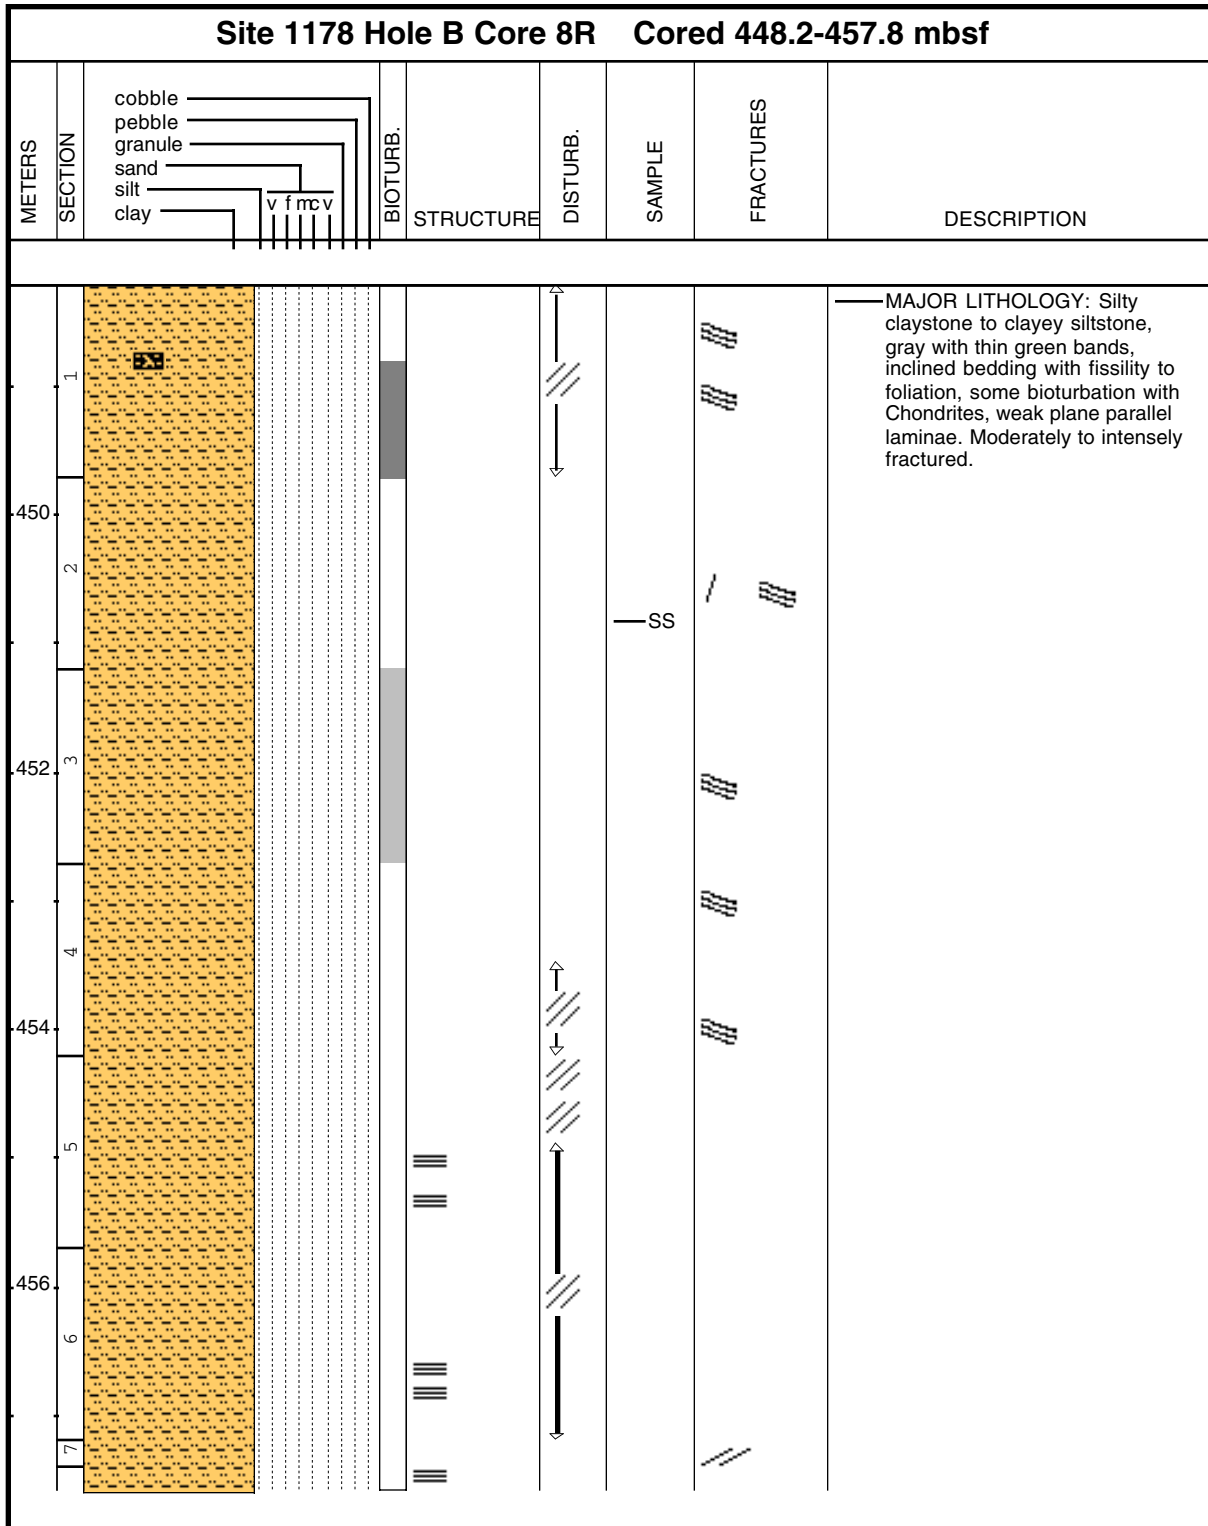 Site 1178 Hole B Core 8R Cored 448.2-457.8 mbsf
METERS
SECTION
cobble
pebble
granule
sand
silt
clay
v f m c v
BIOTURB.
STRUCTURE
DISTURB.
SAMPLE
FRACTURES
DESCRIPTION
1
MAJOR LITHOLOGY: Silty
claystone to clayey siltstone,
gray with thin green bands,
inclined bedding with fissility to
foliation, some bioturbation with
Chondrites, weak plane parallel
laminae. Moderately to intensely
fractured.
450
2
SS
3
452
4
454
5
456
6
7